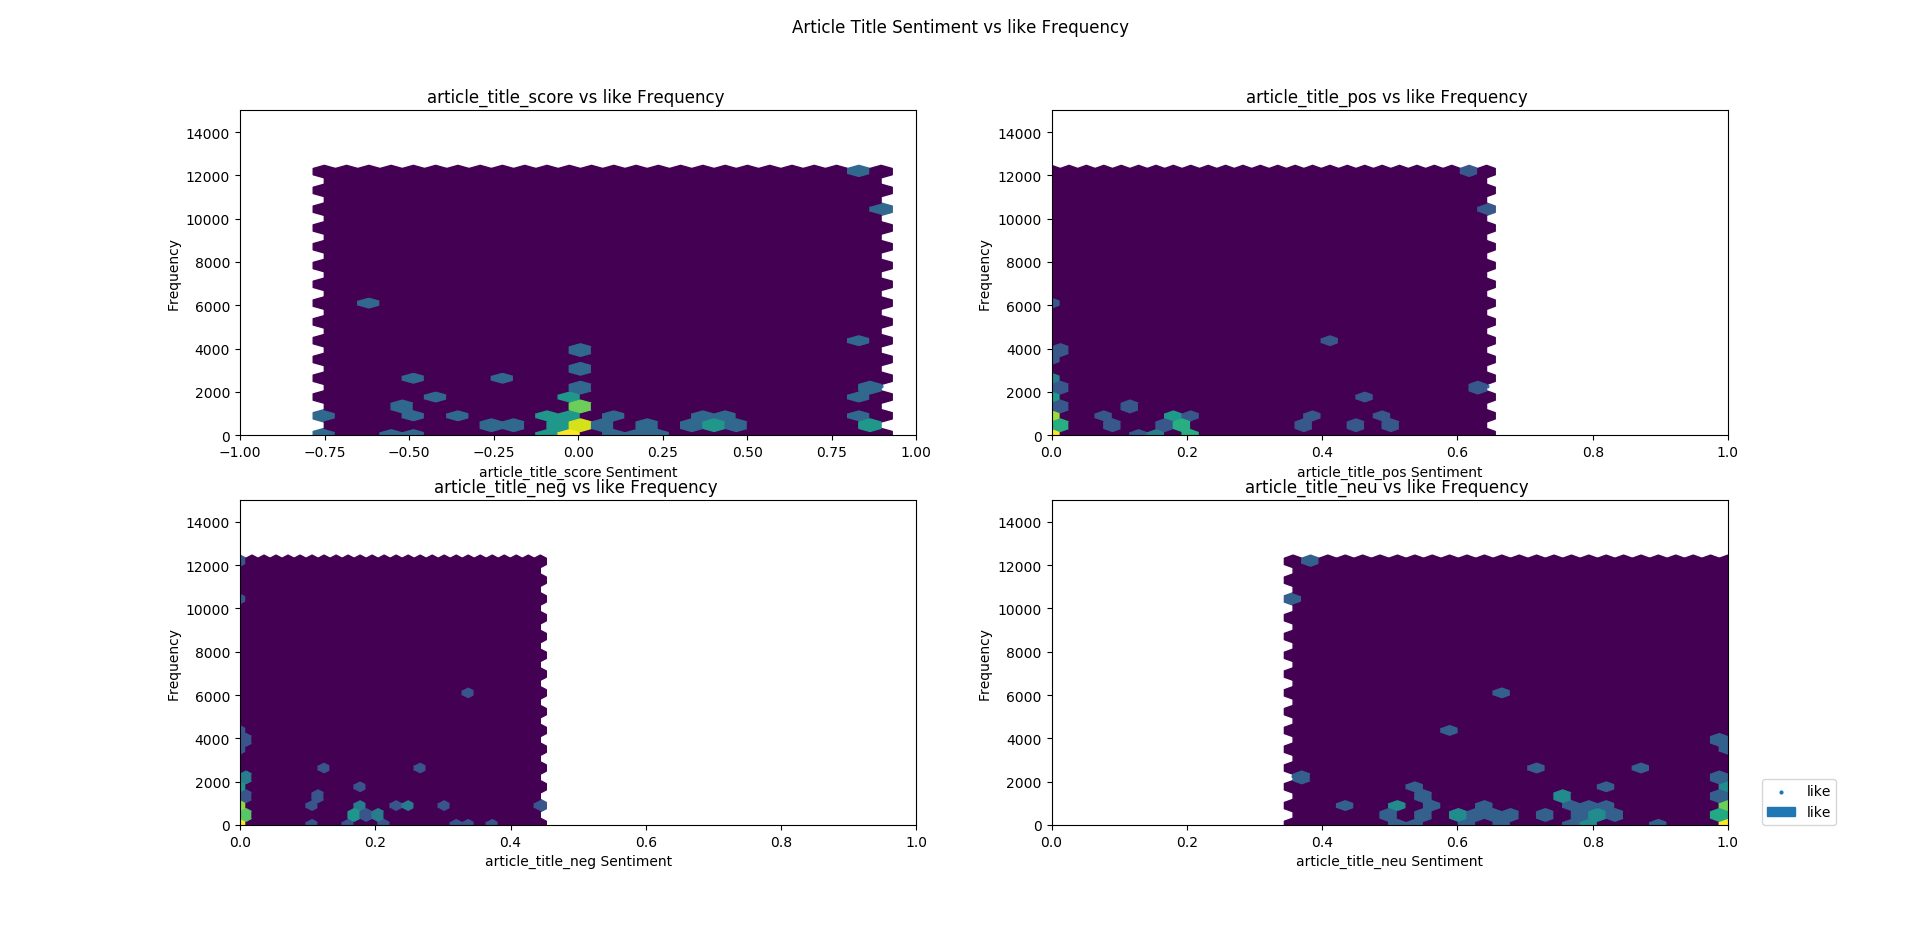 Article Title Sentiment vs like Frequency
article_title_score vs like Frequency
14000
12000
10000
8000
6000
4000
2000
0
Frequency
−1.00 −0.75 −0.50 −0.25 0.00 0.25 0.50 0.75 1.00
article_title_score Sentiment
article_title_pos vs like Frequency
14000
12000
10000
8000
6000
4000
2000
0
Frequency
0.0 0.2 0.4 0.6 0.8 1.0
article_title_pos Sentiment
article_title_neg vs like Frequency
14000
12000
10000
8000
6000
4000
2000
0
Frequency
0.0 0.2 0.4 0.6 0.8 1.0
article_title_neg Sentiment
article_title_neu vs like Frequency
14000
12000
10000
8000
6000
4000
2000
0
Frequency
0.0 0.2 0.4 0.6 0.8 1.0
article_title_neu Sentiment
like
like